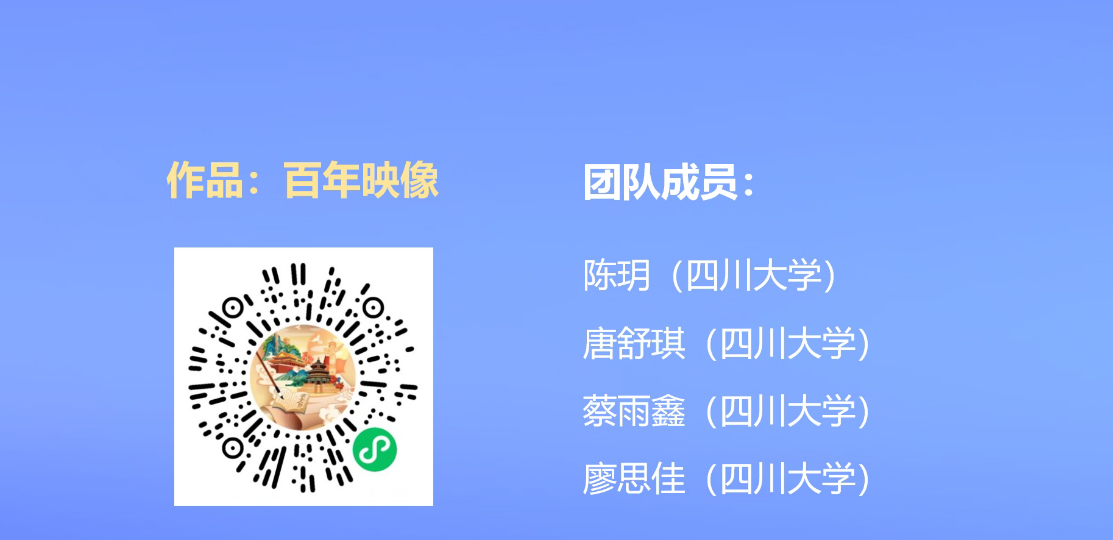 作品：百年映像
团队成员：
陈玥（四川大学）
唐舒琪（四川大学）
蔡雨鑫（四川大学）
廖思佳（四川大学）